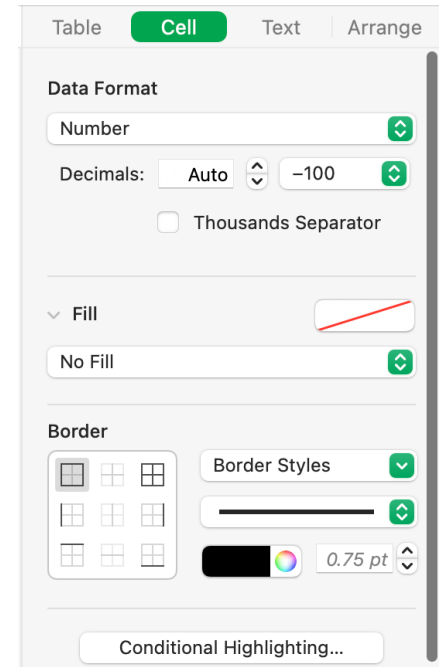 Table Cell Text Arrange
Data Format
Number
Decimals: Auto −100
Thousands Separator
Fill
No Fill
Border
Border Styles
0.75 pt
Conditional Highlighting...